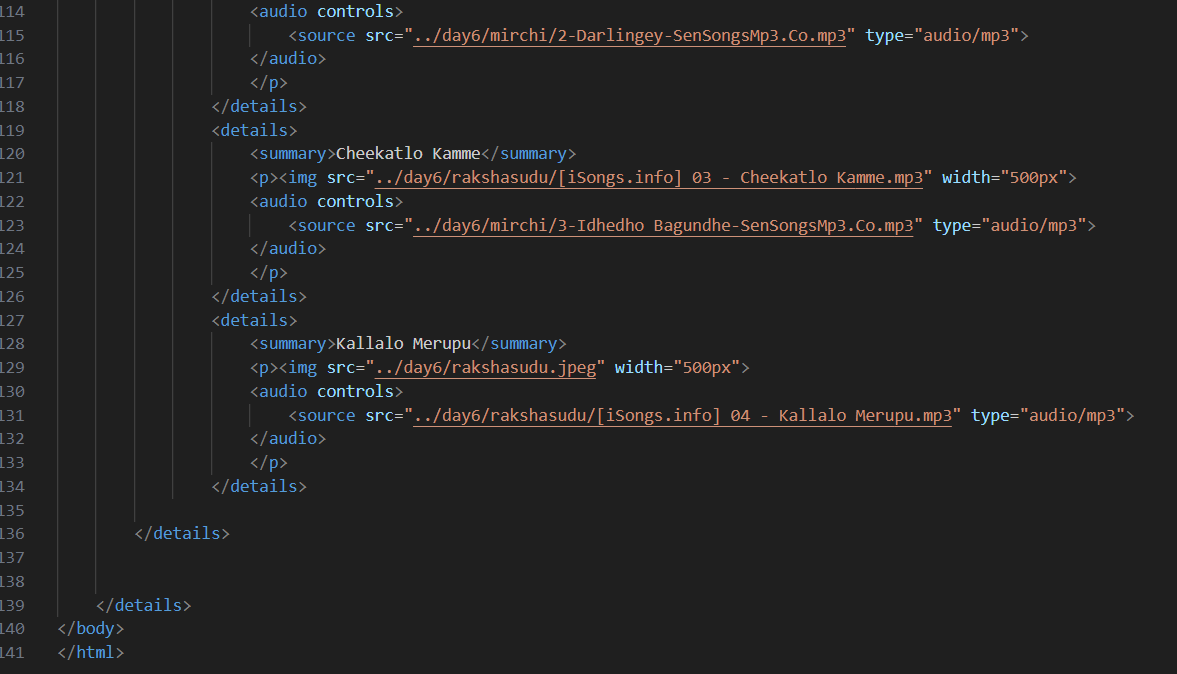 114 <audio controls>
115 <source src="../day6/mirchi/2-Darlingey-SenSongsMp3.Co.mp3" type="audio/mp3">
116 </audio>
117 </p>
118 </details>
119 <details>
120 <summary>Cheekatlo Kamme</summary>
121 <p><img src="../day6/rakshasudu/[iSongs.info] 03 - Cheekatlo Kamme.mp3" width="500px">
122 <audio controls>
123 <source src="../day6/mirchi/3-Idhedho Bagundhe-SenSongsMp3.Co.mp3" type="audio/mp3">
124 </audio>
125 </p>
126 </details>
127 <details>
128 <summary>Kallalo Merupu</summary>
129 <p><img src="../day6/rakshasudu.jpeg" width="500px">
130 <audio controls>
131 <source src="../day6/rakshasudu/[iSongs.info] 04 - Kallalo Merupu.mp3" type="audio/mp3">
132 </audio>
133 </p>
134 </details>
135
136 </details>
137
138
139 </details>
140 </body>
141 </html>